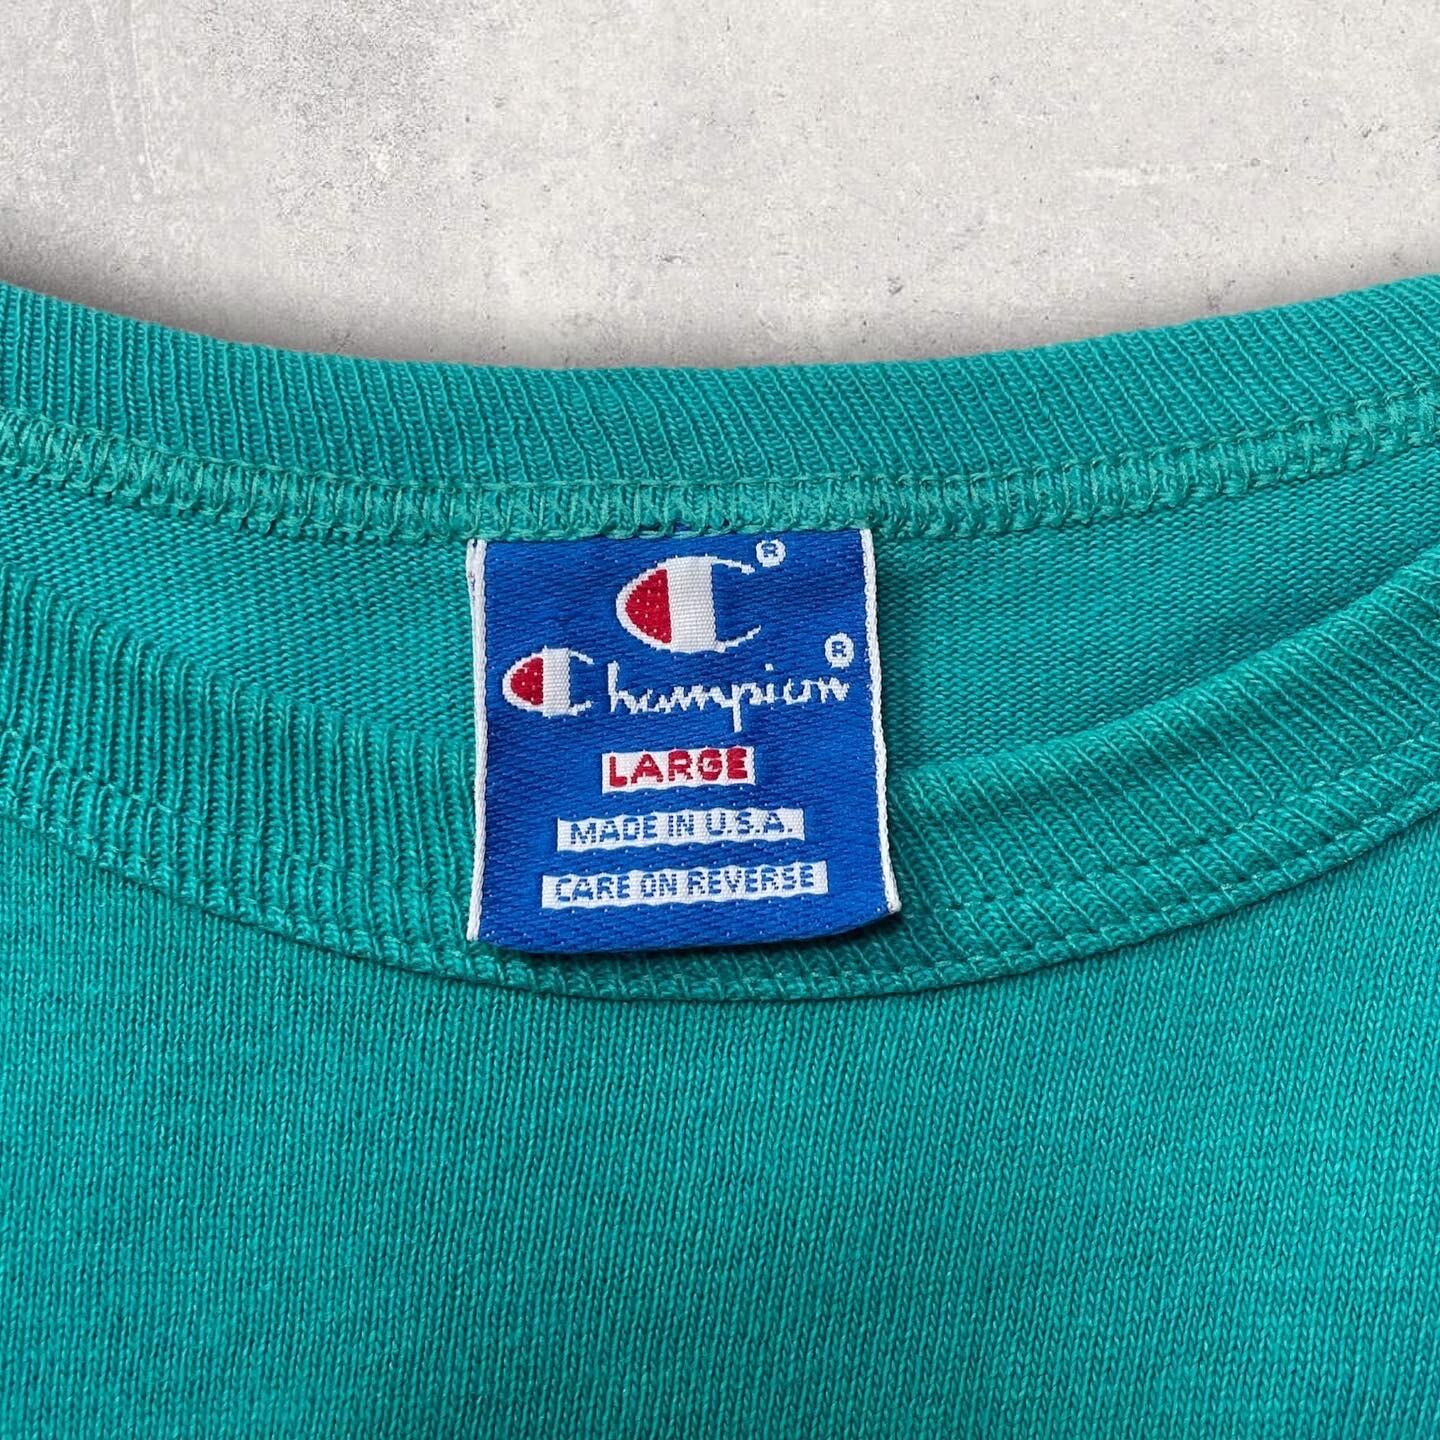 C®
Champion®
LARGE
MADE IN U.S.A.
CARE ON REVERSE